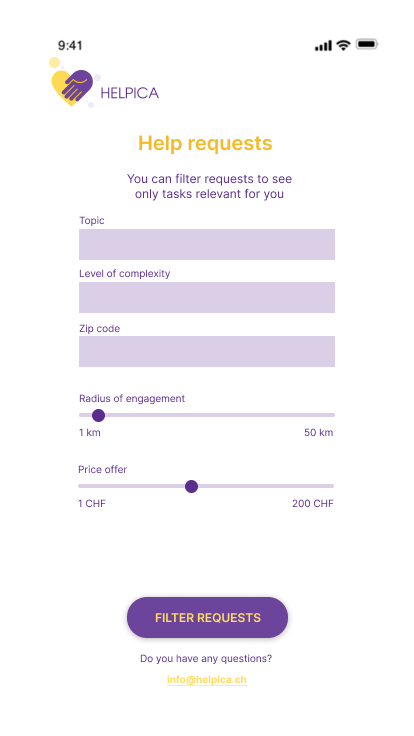 9:41
HELPICA
Help requests
You can filter requests to see
only tasks relevant for you
Topic
Level of complexity
Zip code
Radius of engagement
1 km 50 km
Price offer
1 CHF 200 CHF
FILTER REQUESTS
Do you have any questions?
info@helpica.ch